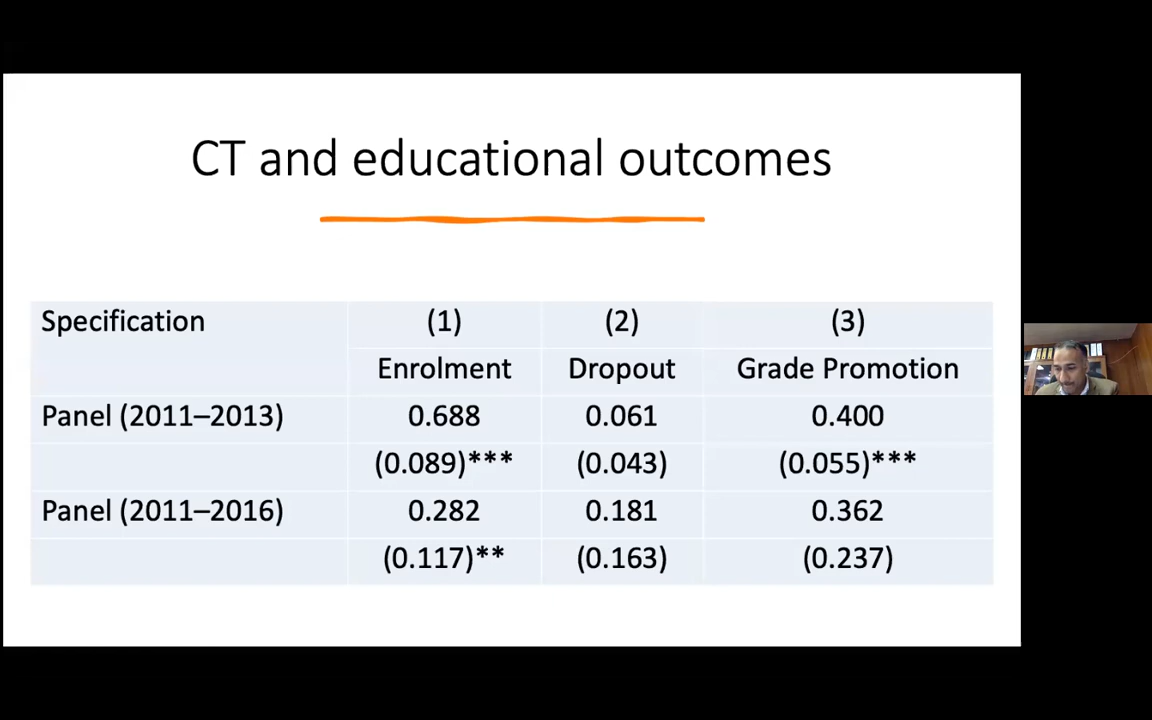 CT and educational outcomes
Specification (1) (2) (3)
Enrolment Dropout Grade Promotion
Panel (2011–2013) 0.688 0.061 0.400
(0.089)*** (0.043) (0.055)***
Panel (2011–2016) 0.282 0.181 0.362
(0.117)** (0.163) (0.237)